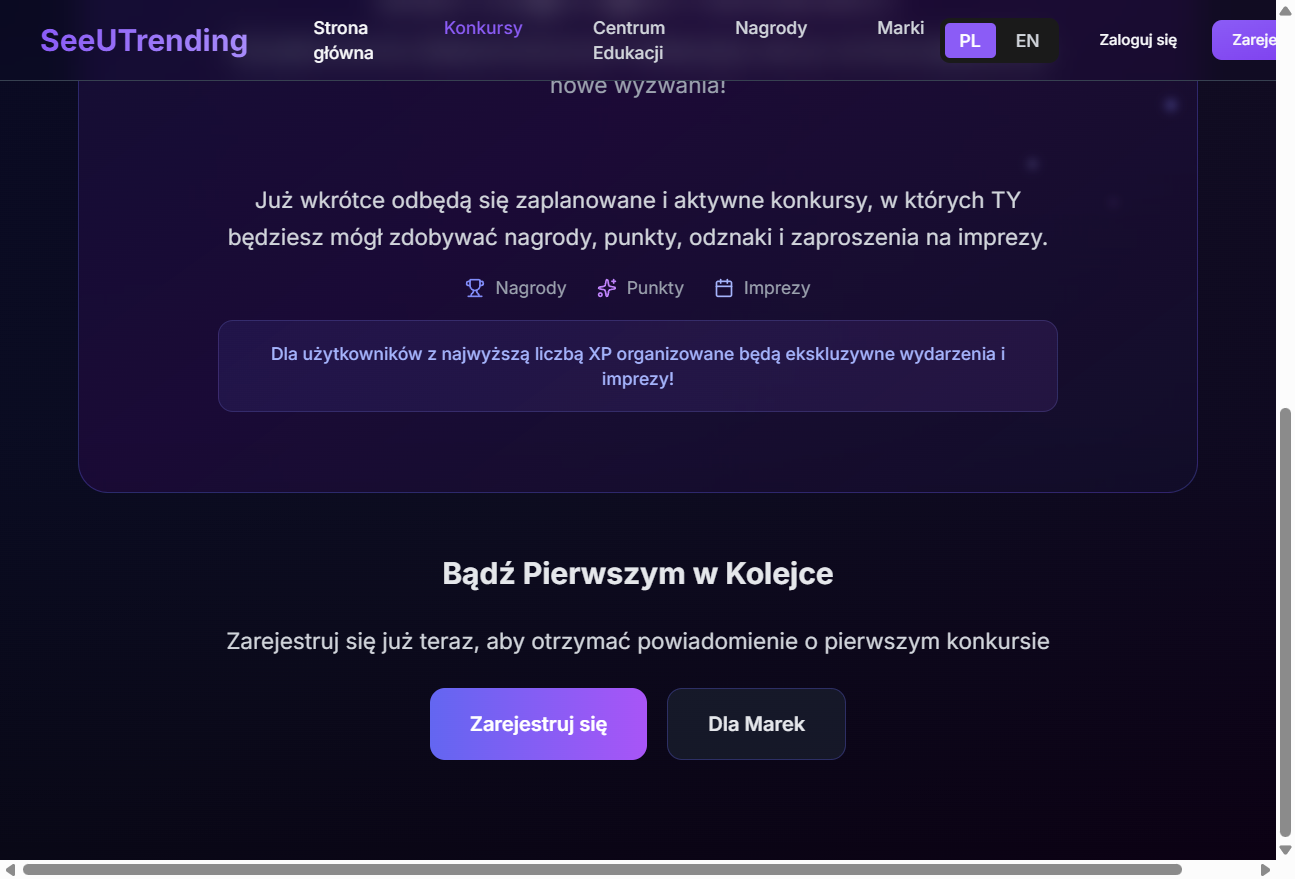 SeeUTrending
Strona
główna
Konkursy
Centrum
Edukacji
Nagrody
Marki
PL
EN
Zaloguj się
nowe wyzwania!
Już wkrótce odbędą się zaplanowane i aktywne konkursy, w których TY
będziesz mógł zdobywać nagrody, punkty, odznaki i zaproszenia na imprezy.
Nagrody
Punkty
Imprezy
Dla użytkowników z najwyższą liczbą XP organizowane będą ekskluzywne wydarzenia i
imprezy!
Bądź Pierwszym w Kolejce
Zarejestruj się już teraz, aby otrzymać powiadomienie o pierwszym konkursie
Zarejestruj się
Dla Marek